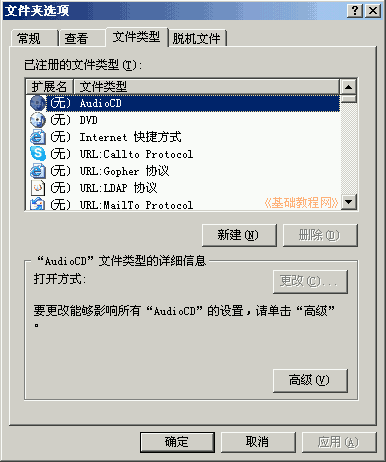 文件夹选项
常规 查看 文件类型 脱机文件
已注册的文件类型(T):
扩展名 文件类型
(无) AudioCD
(无) DVD
(无) Internet 快捷方式
(无) URL:Callto Protocol
(无) URL:Gopher 协议
(无) URL:LDAP 协议
(无) URL:MailTo Protocol
《基础教程网》
新建(N) 删除(D)
“AudioCD”文件类型的详细信息
打开方式: 更改(C)...
要更改能够影响所有“AudioCD”的设置，请单击“高级”
。
高级(V)
确定 取消 应用(A)